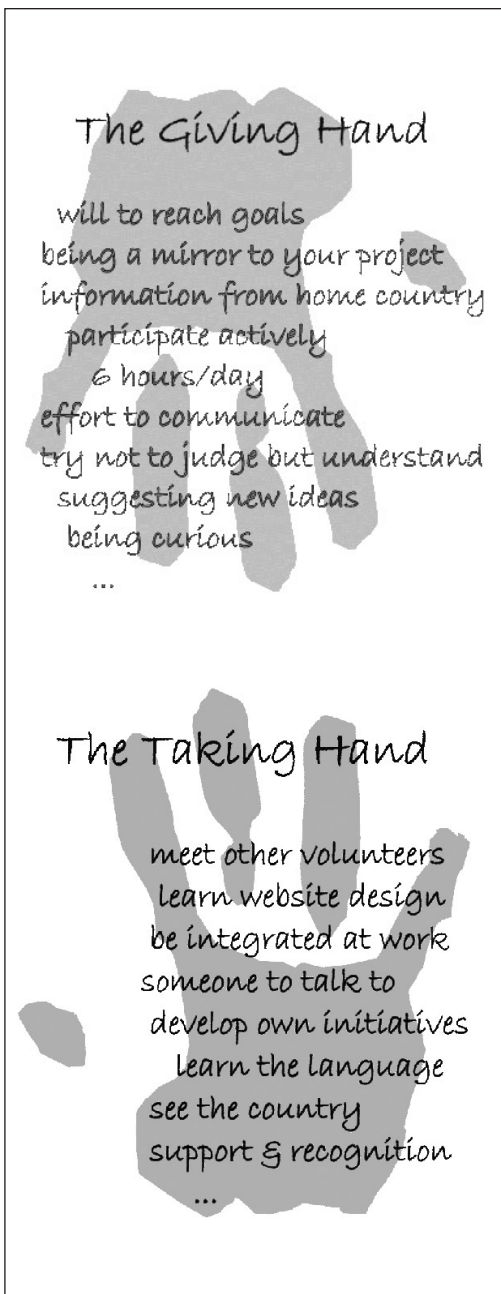 The Giving Hand
will to reach goals
being a mirror to your project
information from home country
participate actively
6 hours/day
effort to communicate
try not to judge but understand
suggesting new ideas
being curious
...
The Taking Hand
meet other volunteers
learn website design
be integrated at work
someone to talk to
develop own initiatives
learn the language
see the country
support & recognition
...